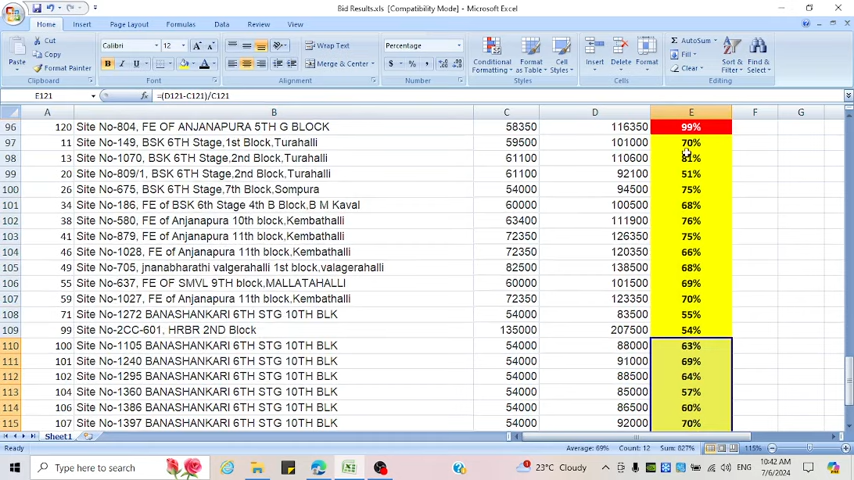 Bid Results.xls [Compatibility Mode] - Microsoft Excel
Home Insert Page Layout Formulas Data Review View
Cut
Copy
Format Painter
Paste
Clipboard
Calibri 12
B I U
Font
Wrap Text
Merge & Center
Alignment
Percentage
$ % ,
Number
Conditional Formatting
Format as Table
Cell Styles
Styles
Insert Delete Format
Cells
Σ AutoSum
Fill
Clear
Sort & Filter
Find & Select
Editing
E121 fx =(D121-C121)/C121
A B C D E F G
96 120 Site No-804, FE OF ANJANAPURA 5TH G BLOCK 58350 116350 99%
97 11 Site No-149, BSK 6TH Stage,1st Block,Turahalli 59500 101000 70%
98 13 Site No-1070, BSK 6TH Stage,2nd Block,Turahalli 61100 110600 81%
99 20 Site No-809/1, BSK 6TH Stage,2nd Block,Turahalli 61100 92100 51%
100 26 Site No-675, BSK 6TH Stage,7th Block,Sompura 54000 94500 75%
101 34 Site No-186, FE of BSK 6th Stage 4th B Block,B M Kaval 60000 100500 68%
102 38 Site No-580, FE of Anjanapura 10th block,Kembathalli 63400 111900 76%
103 41 Site No-879, FE of Anjanapura 11th block,Kembathalli 72350 126350 75%
104 46 Site No-1028, FE of Anjanapura 11th block,Kembathalli 72350 120350 66%
105 49 Site No-705, jnanabharathi valgerahalli 1st block,valagerahalli 82500 138500 68%
106 55 Site No-637, FE OF SMVL 9TH block,MALLATAHALLI 60000 101500 69%
107 59 Site No-1027, FE of Anjanapura 11th block,Kembathalli 72350 123350 70%
108 71 Site No-1272 BANASHANKARI 6TH STG 10TH BLK 54000 83500 55%
109 99 Site No-2CC-601, HRBR 2ND Block 135000 207500 54%
110 100 Site No-1105 BANASHANKARI 6TH STG 10TH BLK 54000 88000 63%
111 101 Site No-1240 BANASHANKARI 6TH STG 10TH BLK 54000 91000 69%
112 102 Site No-1295 BANASHANKARI 6TH STG 10TH BLK 54000 88500 64%
113 104 Site No-1360 BANASHANKARI 6TH STG 10TH BLK 54000 85000 57%
114 106 Site No-1386 BANASHANKARI 6TH STG 10TH BLK 54000 86500 60%
115 107 Site No-1397 BANASHANKARI 6TH STG 10TH BLK 54000 92000 70%
Sheet1
Ready Average: 69% Count: 12 Sum: 827% 115%
Type here to search 23°C Cloudy ENG 10:42 AM
7/6/2024